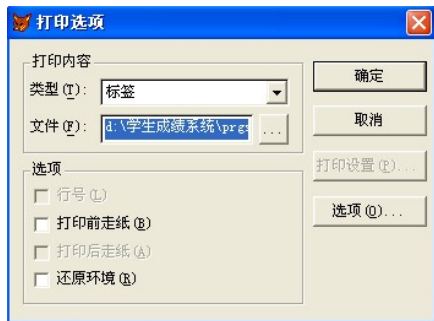 打印选项
打印内容
类型(T): 标签
文件(F): d:\学生成绩系统\prgs ...
选项
行号(L)
打印前走纸(B)
打印后走纸(A)
还原环境(R)
确定
取消
打印设置(P)...
选项(O)...